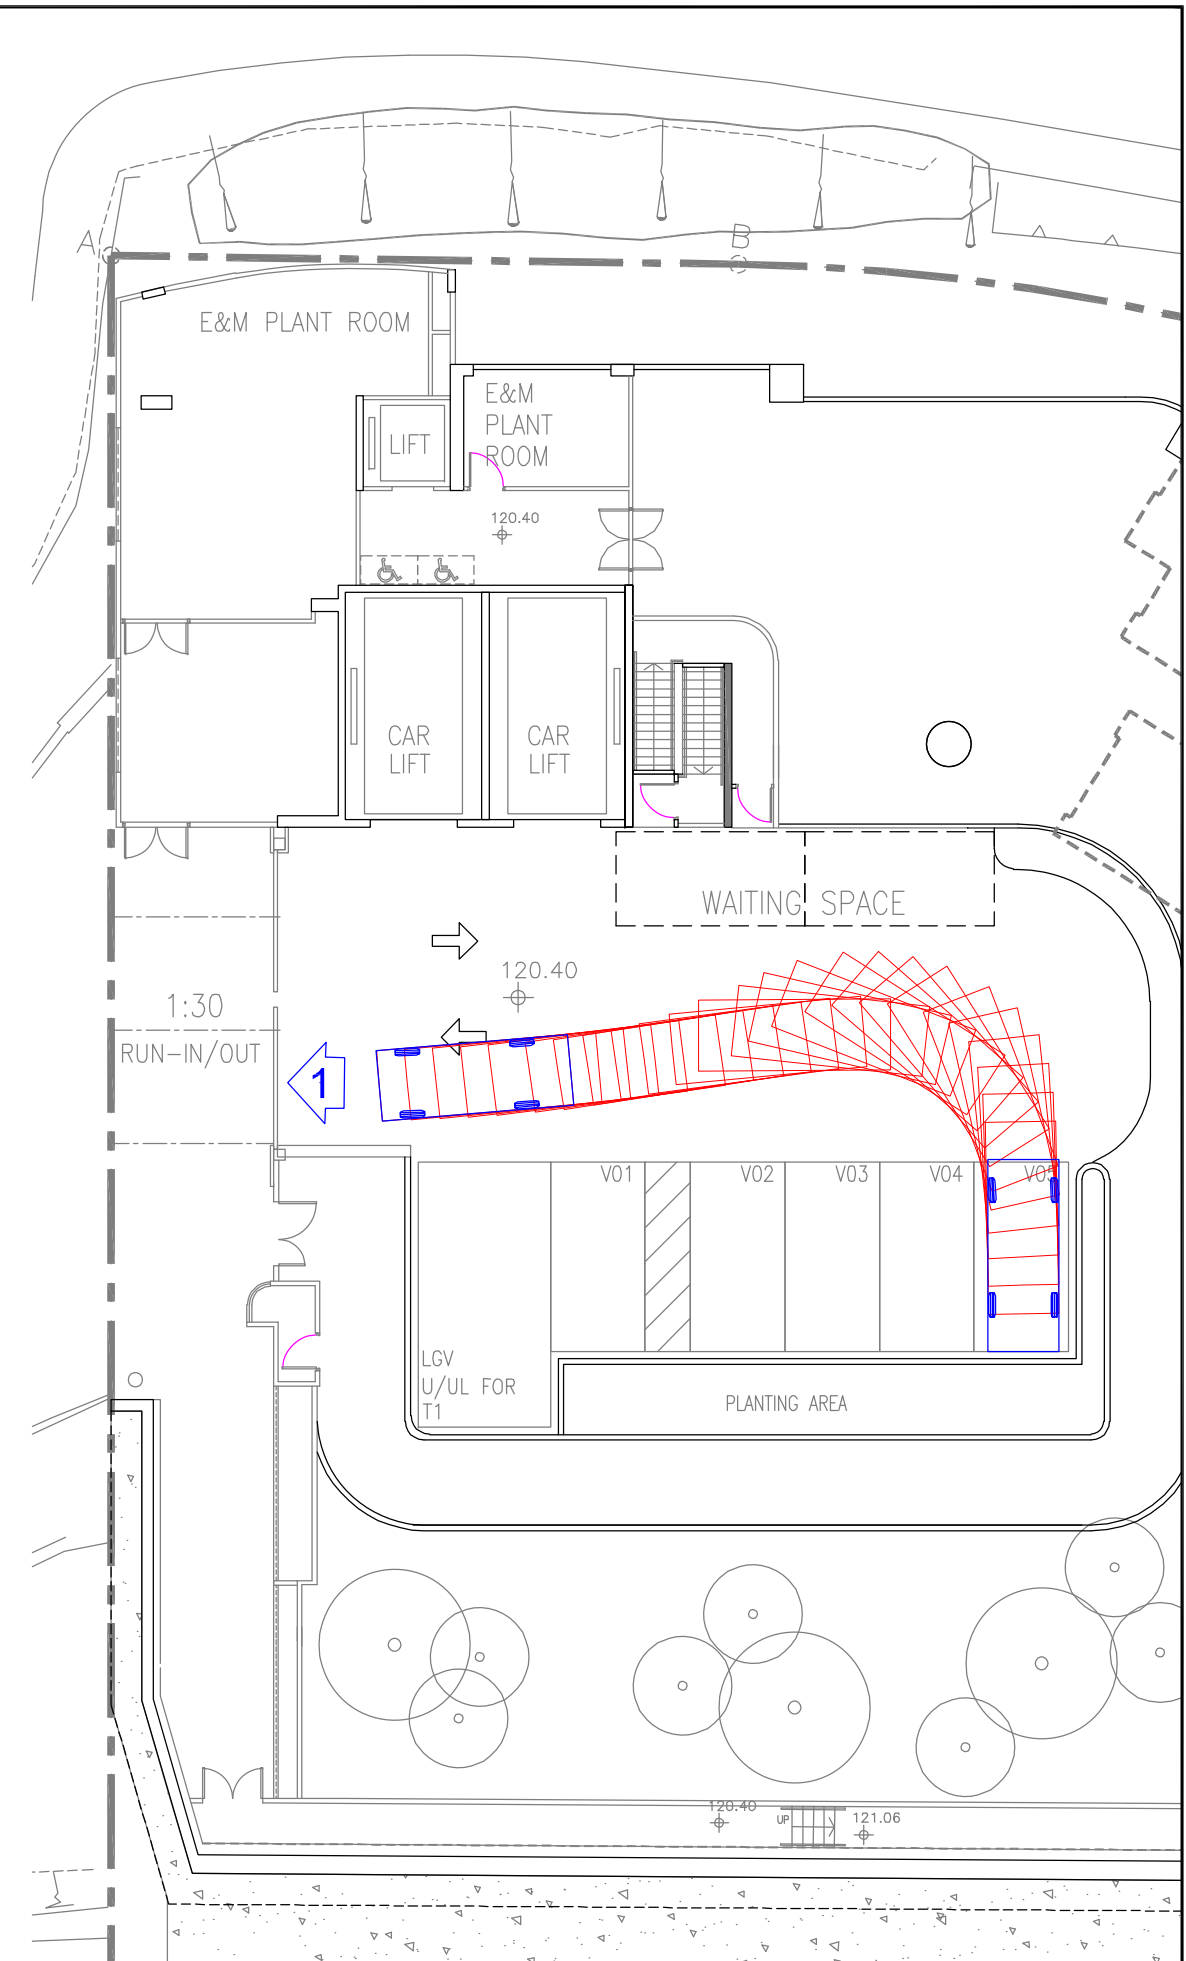 A
B
E&M PLANT ROOM
E&M
PLANT
ROOM
LIFT
120.40
CAR
LIFT
CAR
LIFT
WAITING SPACE
120.40
1:30
RUN-IN/OUT
1
V01
V02
V03
V04
V05
LGV
U/UL FOR
T1
PLANTING AREA
120.40
UP
121.06